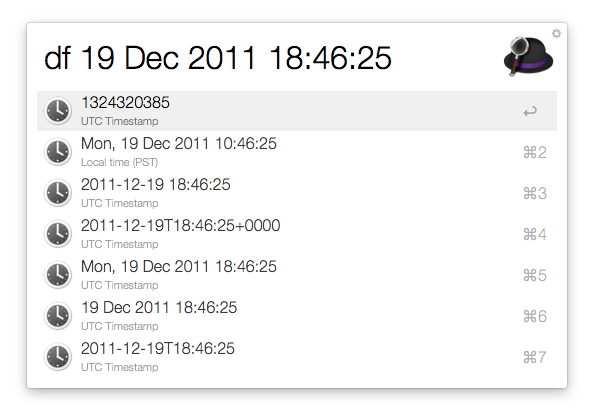 df 19 Dec 2011 18:46:25
1324320385
UTC Timestamp
↩
Mon, 19 Dec 2011 10:46:25
Local time (PST)
⌘2
2011-12-19 18:46:25
UTC Timestamp
⌘3
2011-12-19T18:46:25+0000
UTC Timestamp
⌘4
Mon, 19 Dec 2011 18:46:25
UTC Timestamp
⌘5
19 Dec 2011 18:46:25
UTC Timestamp
⌘6
2011-12-19T18:46:25
UTC Timestamp
⌘7